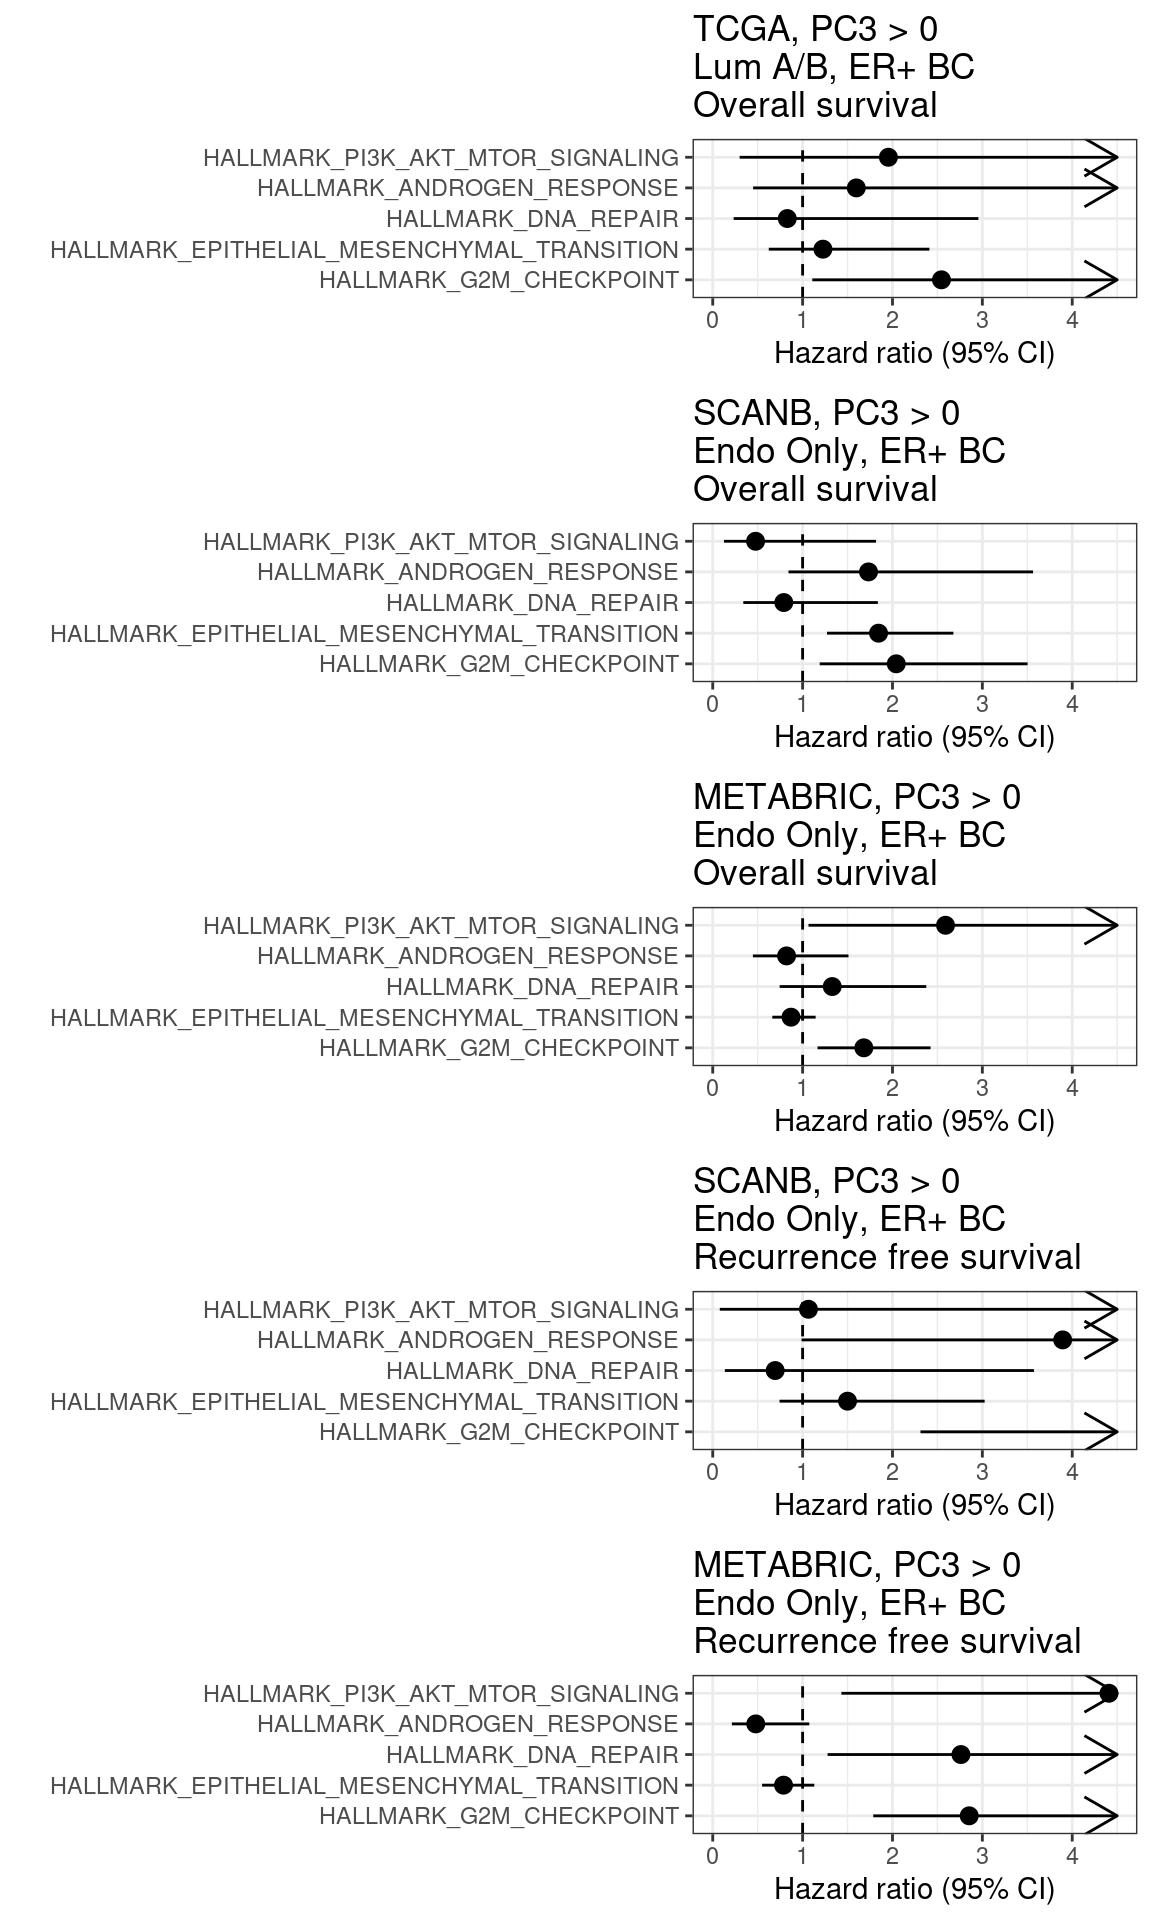 TCGA, PC3 > 0
Lum A/B, ER+ BC
Overall survival
HALLMARK_PI3K_AKT_MTOR_SIGNALING
HALLMARK_ANDROGEN_RESPONSE
HALLMARK_DNA_REPAIR
HALLMARK_EPITHELIAL_MESENCHYMAL_TRANSITION
HALLMARK_G2M_CHECKPOINT
0 1 2 3 4
Hazard ratio (95% CI)
SCANB, PC3 > 0
Endo Only, ER+ BC
Overall survival
HALLMARK_PI3K_AKT_MTOR_SIGNALING
HALLMARK_ANDROGEN_RESPONSE
HALLMARK_DNA_REPAIR
HALLMARK_EPITHELIAL_MESENCHYMAL_TRANSITION
HALLMARK_G2M_CHECKPOINT
0 1 2 3 4
Hazard ratio (95% CI)
METABRIC, PC3 > 0
Endo Only, ER+ BC
Overall survival
HALLMARK_PI3K_AKT_MTOR_SIGNALING
HALLMARK_ANDROGEN_RESPONSE
HALLMARK_DNA_REPAIR
HALLMARK_EPITHELIAL_MESENCHYMAL_TRANSITION
HALLMARK_G2M_CHECKPOINT
0 1 2 3 4
Hazard ratio (95% CI)
SCANB, PC3 > 0
Endo Only, ER+ BC
Recurrence free survival
HALLMARK_PI3K_AKT_MTOR_SIGNALING
HALLMARK_ANDROGEN_RESPONSE
HALLMARK_DNA_REPAIR
HALLMARK_EPITHELIAL_MESENCHYMAL_TRANSITION
HALLMARK_G2M_CHECKPOINT
0 1 2 3 4
Hazard ratio (95% CI)
METABRIC, PC3 > 0
Endo Only, ER+ BC
Recurrence free survival
HALLMARK_PI3K_AKT_MTOR_SIGNALING
HALLMARK_ANDROGEN_RESPONSE
HALLMARK_DNA_REPAIR
HALLMARK_EPITHELIAL_MESENCHYMAL_TRANSITION
HALLMARK_G2M_CHECKPOINT
0 1 2 3 4
Hazard ratio (95% CI)